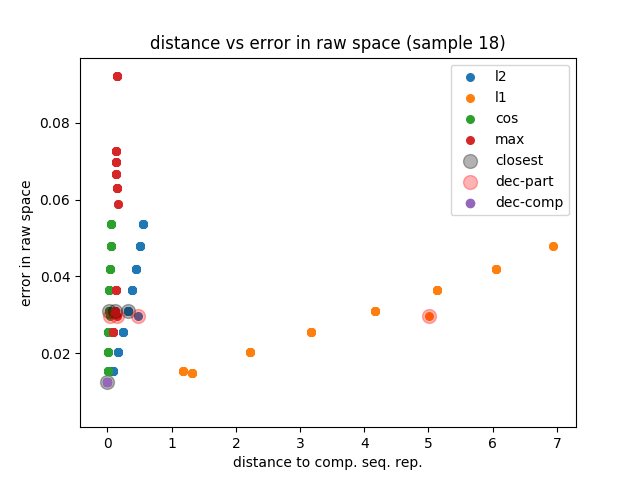 distance vs error in raw space (sample 18)
error in raw space
0.08
0.06
0.04
0.02
l2
l1
cos
max
closest
dec-part
dec-comp
0 1 2 3 4 5 6 7
distance to comp. seq. rep.